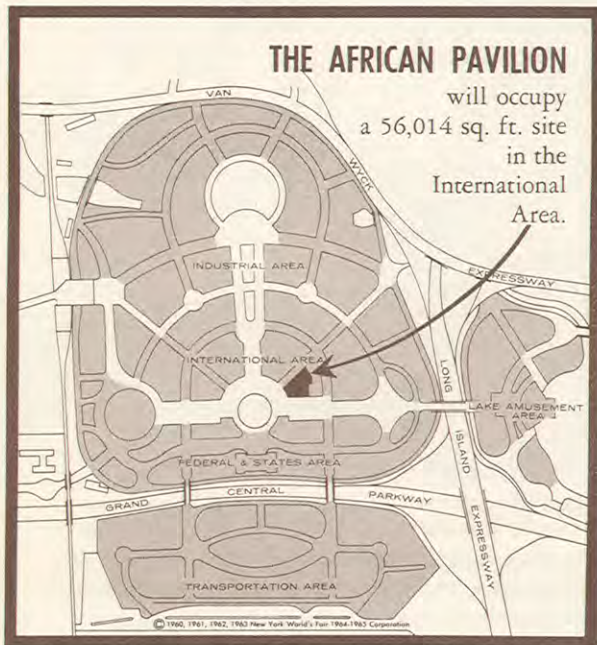 THE AFRICAN PAVILION
will occupy
a 56,014 sq. ft. site
in the
International
Area.
VAN
WYCK
EXPRESSWAY
INDUSTRIAL AREA
INTERNATIONAL AREA
LONG
ISLAND
EXPRESSWAY
LAKE AMUSEMENT
AREA
FEDERAL & STATES AREA
GRAND
CENTRAL
PARKWAY
TRANSPORTATION AREA
© 1960, 1961, 1962, 1963 New York World's Fair 1964-1965 Corporation